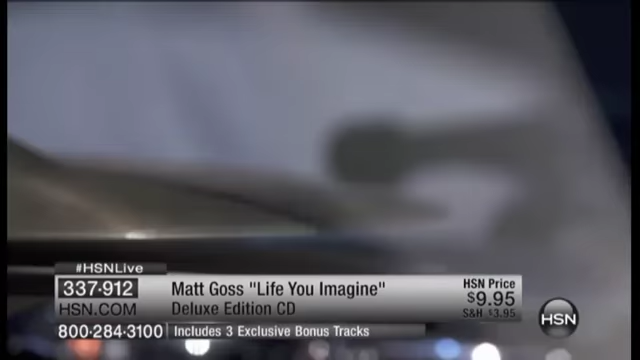 #HSNLive
337-912
HSN.COM
800-284-3100
Matt Goss "Life You Imagine"
Deluxe Edition CD
Includes 3 Exclusive Bonus Tracks
HSN Price
$9.95
S&H $3.95
HSN